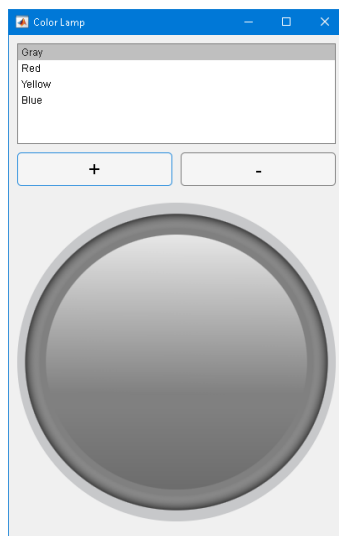 Color Lamp
Gray
Red
Yellow
Blue
+ -